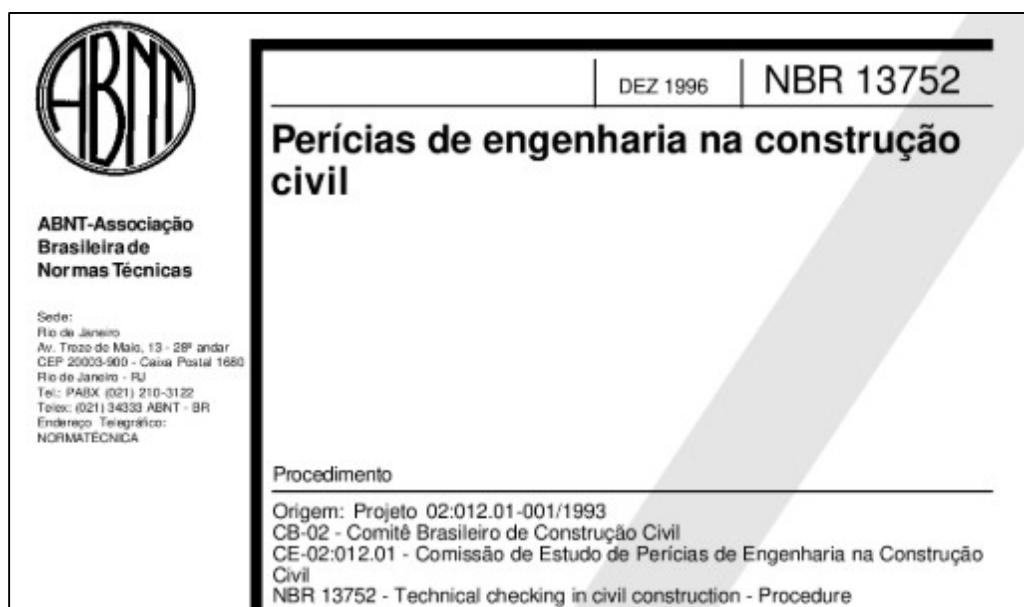 ABNT
DEZ 1996
NBR 13752
Perícias de engenharia na construção
civil
ABNT-Associação
Brasileira de
Normas Técnicas
Sede:
Rio de Janeiro
Av. Treze de Maio, 13 - 28º andar
CEP 20003-900 - Caixa Postal 1680
Rio de Janeiro - RJ
Tel.: PABX (021) 210-3122
Telex: (021) 34333 ABNT - BR
Endereço Telegráfico:
NORMATÉCNICA
Procedimento
Origem: Projeto 02:012.01-001/1993
CB-02 - Comitê Brasileiro de Construção Civil
CE-02:012.01 - Comissão de Estudo de Perícias de Engenharia na Construção
Civil
NBR 13752 - Technical checking in civil construction - Procedure